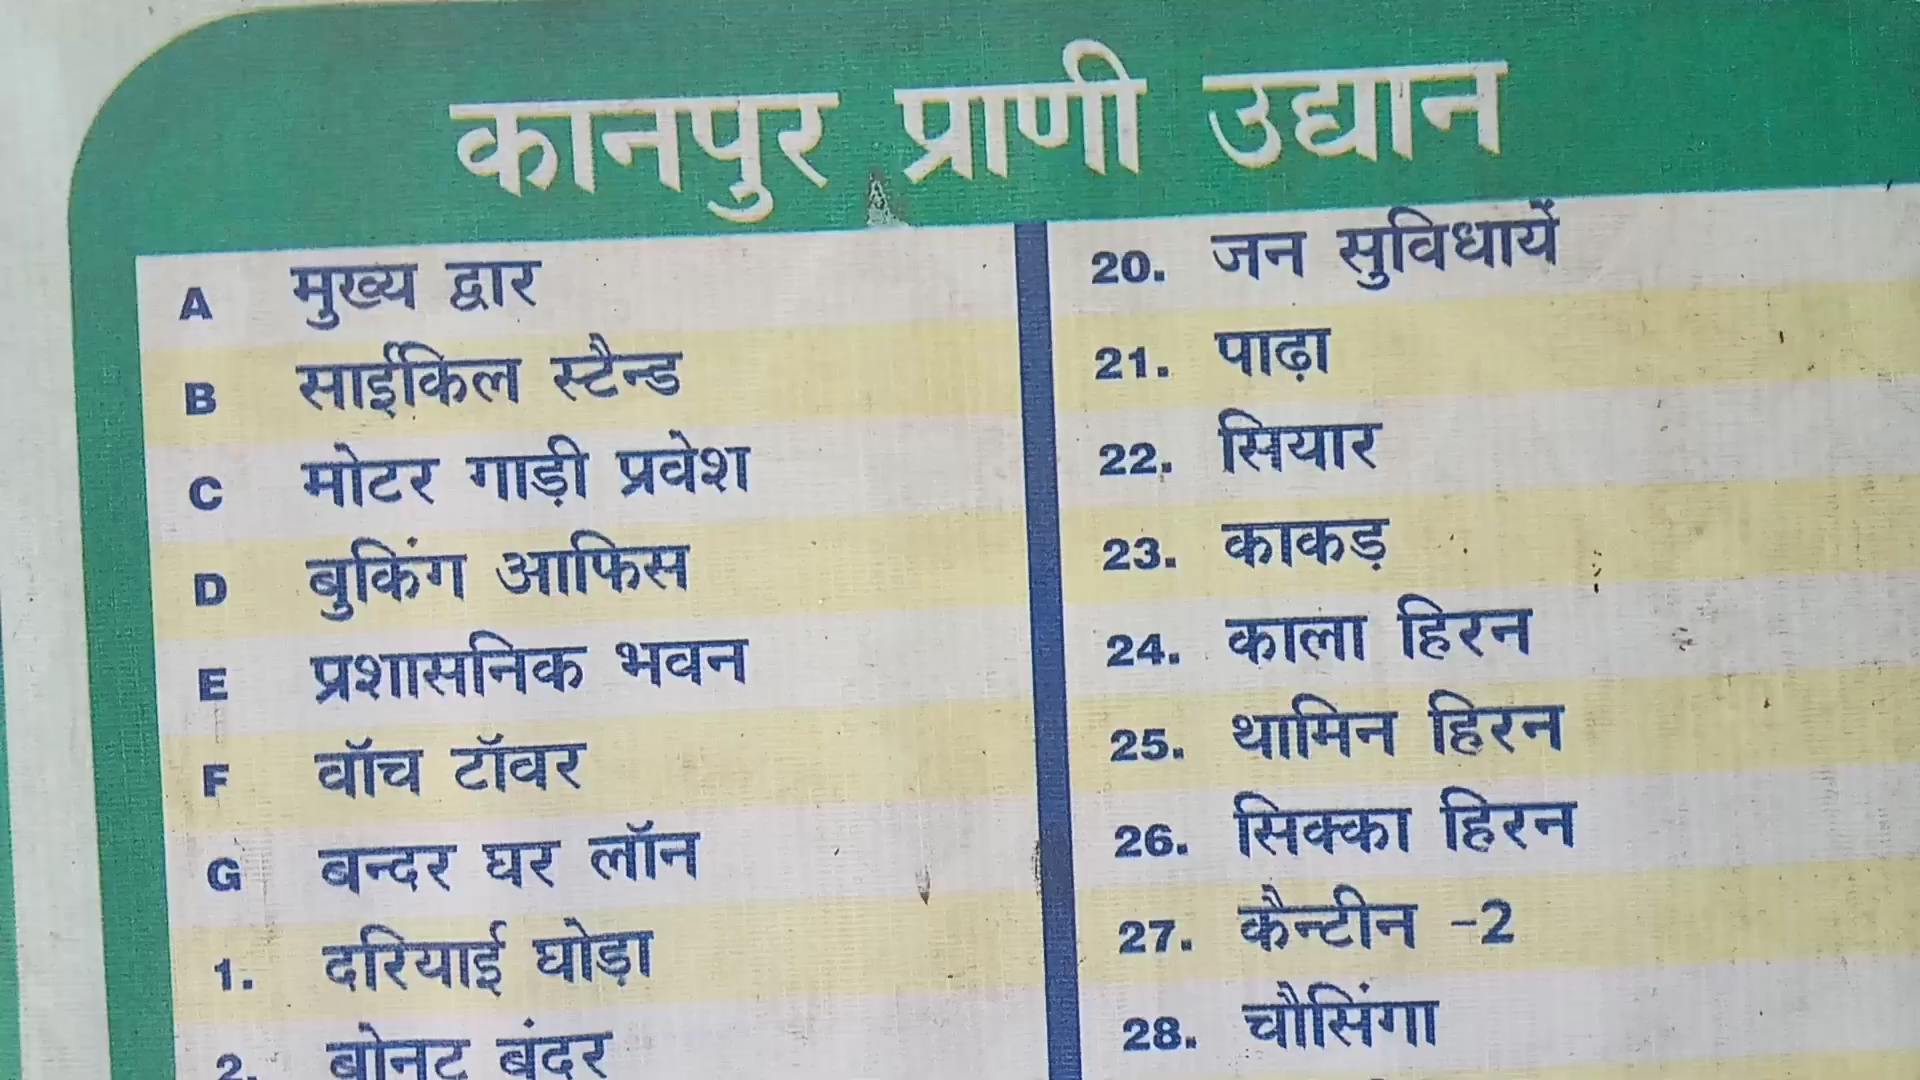 कानपुर प्राणी उद्यान
A मुख्य द्वार
B साईकिल स्टैन्ड
C मोटर गाड़ी प्रवेश
D बुकिंग आफिस
E प्रशासनिक भवन
F वॉच टॉवर
G बन्दर घर लॉन
1. दरियाई घोड़ा
2. बोनट बंदर
20. जन सुविधायें
21. पाढ़ा
22. सियार
23. काकड़
24. काला हिरन
25. थामिन हिरन
26. सिक्का हिरन
27. कैन्टीन -2
28. चौसिंगा